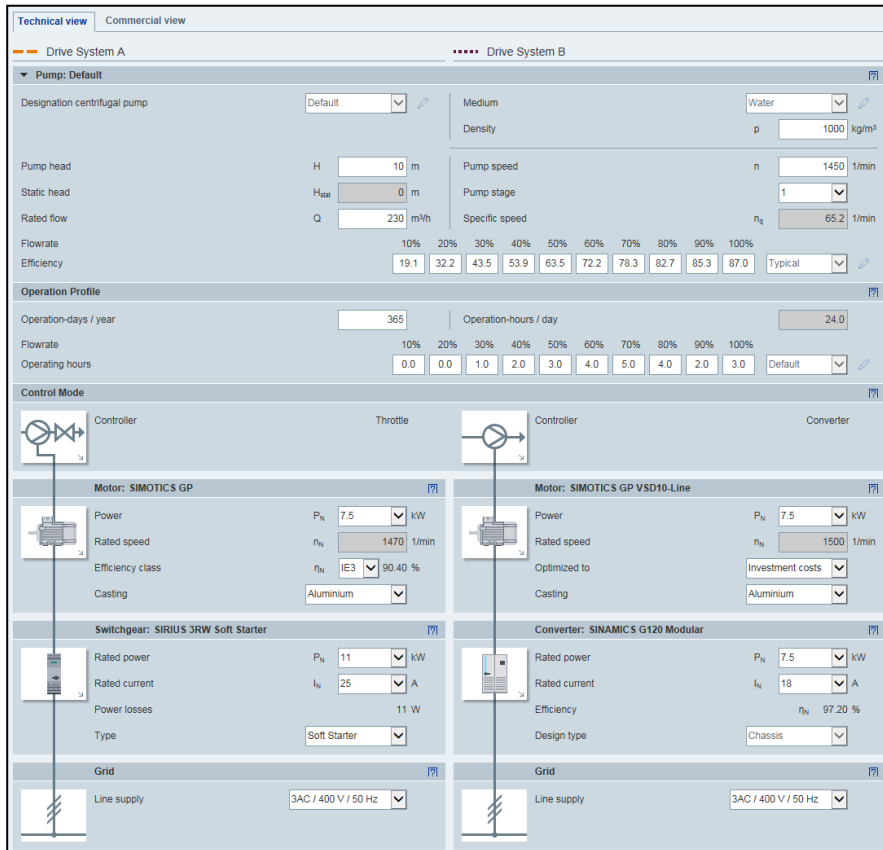 Technical view Commercial view
Drive System A Drive System B
Pump: Default [?]
Designation centrifugal pump Default Medium Water
Density p 1000 kg/m³
Pump head H 10 m Pump speed n 1450 1/min
Static head Hstat 0 m Pump stage 1
Rated flow Q 230 m³/h Specific speed nq 65.2 1/min
Flowrate 10% 20% 30% 40% 50% 60% 70% 80% 90% 100%
Efficiency 19.1 32.2 43.5 53.9 63.5 72.2 78.3 82.7 85.3 87.0 Typical
Operation Profile [?]
Operation-days / year 365 Operation-hours / day 24.0
Flowrate 10% 20% 30% 40% 50% 60% 70% 80% 90% 100%
Operating hours 0.0 0.0 1.0 2.0 3.0 4.0 5.0 4.0 2.0 3.0 Default
Control Mode [?]
Controller Throttle Controller Converter
Motor: SIMOTICS GP [?] Motor: SIMOTICS GP VSD10-Line [?]
Power PN 7.5 kW Power PN 7.5 kW
Rated speed nN 1470 1/min Rated speed nN 1500 1/min
Efficiency class ηN IE3 90.40 % Optimized to Investment costs
Casting Aluminium Casting Aluminium
Switchgear: SIRIUS 3RW Soft Starter [?] Converter: SINAMICS G120 Modular [?]
Rated power PN 11 kW Rated power PN 7.5 kW
Rated current IN 25 A Rated current IN 18 A
Power losses 11 W Efficiency ηN 97.20 %
Type Soft Starter Design type Chassis
Grid [?] Grid [?]
Line supply 3AC / 400 V / 50 Hz Line supply 3AC / 400 V / 50 Hz